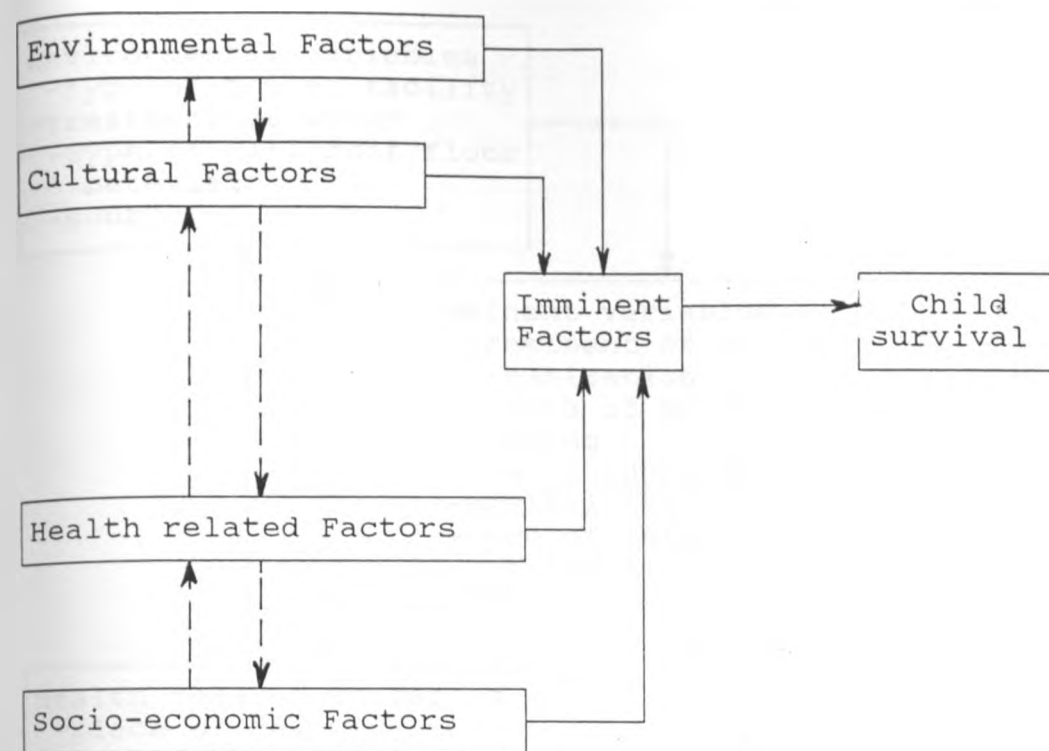 Environmental Factors
Cultural Factors
Imminent
Factors
Child
survival
Health related Factors
Socio-economic Factors